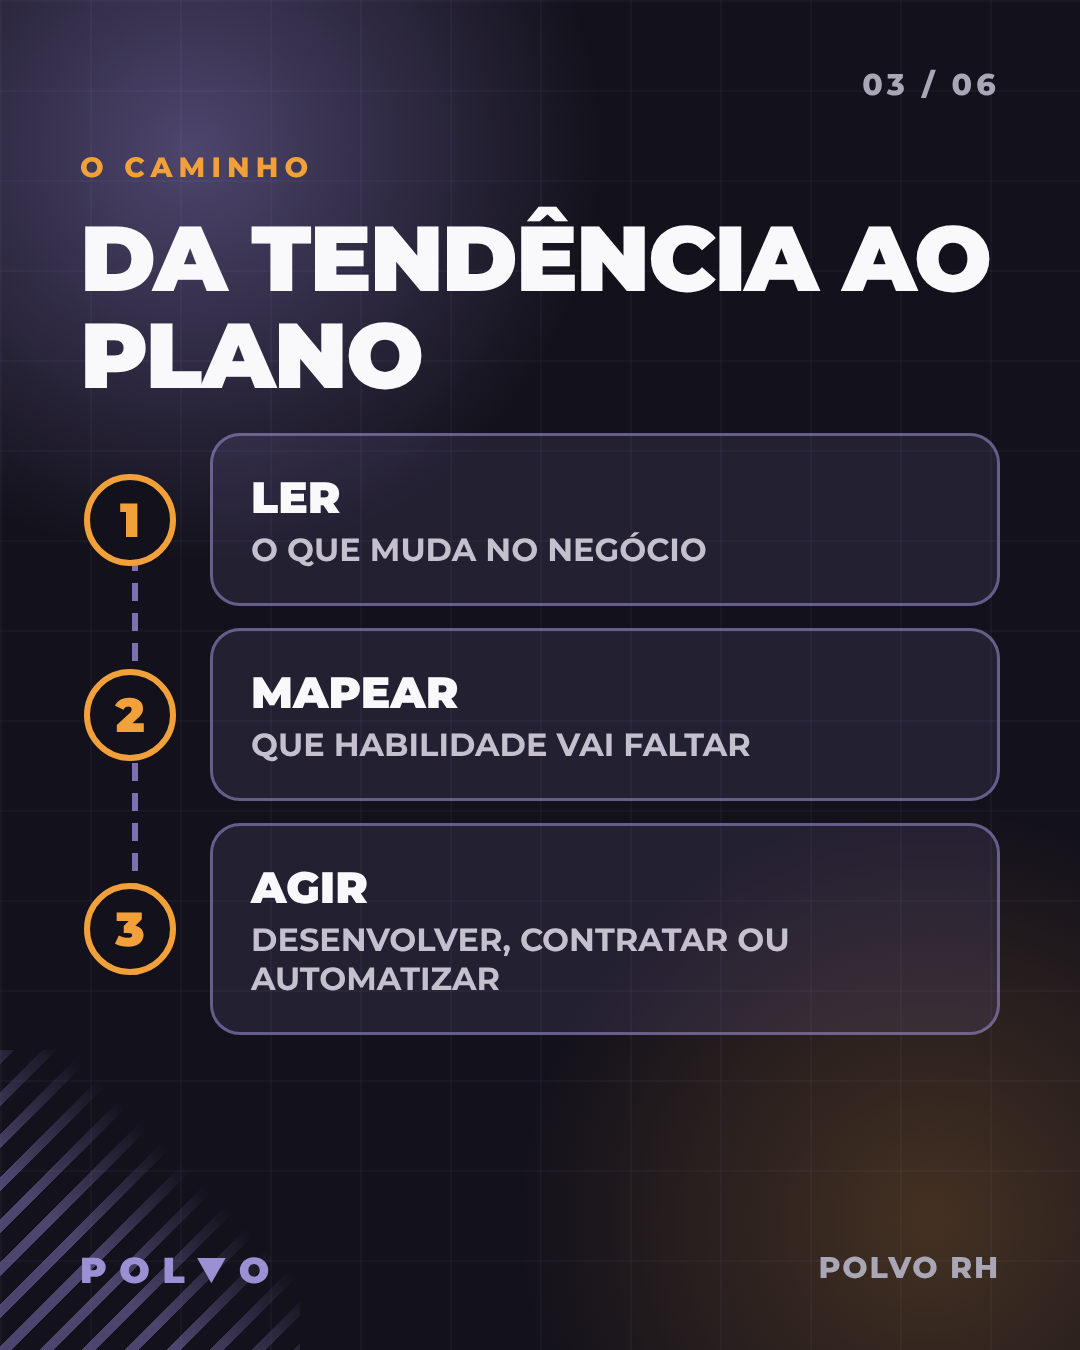 03 / 06
O CAMINHO
DA TENDÊNCIA AO
PLANO
1
LER
O QUE MUDA NO NEGÓCIO
2
MAPEAR
QUE HABILIDADE VAI FALTAR
3
AGIR
DESENVOLVER, CONTRATAR OU
AUTOMATIZAR
POLVO
POLVO RH